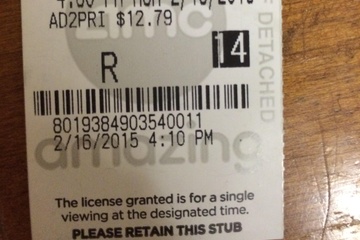 AD2PRI $12.79
amc
14
R
DETACHED
8019384903540011
2/16/2015 4:10 PM
amazing
The license granted is for a single
viewing at the designated time.
PLEASE RETAIN THIS STUB